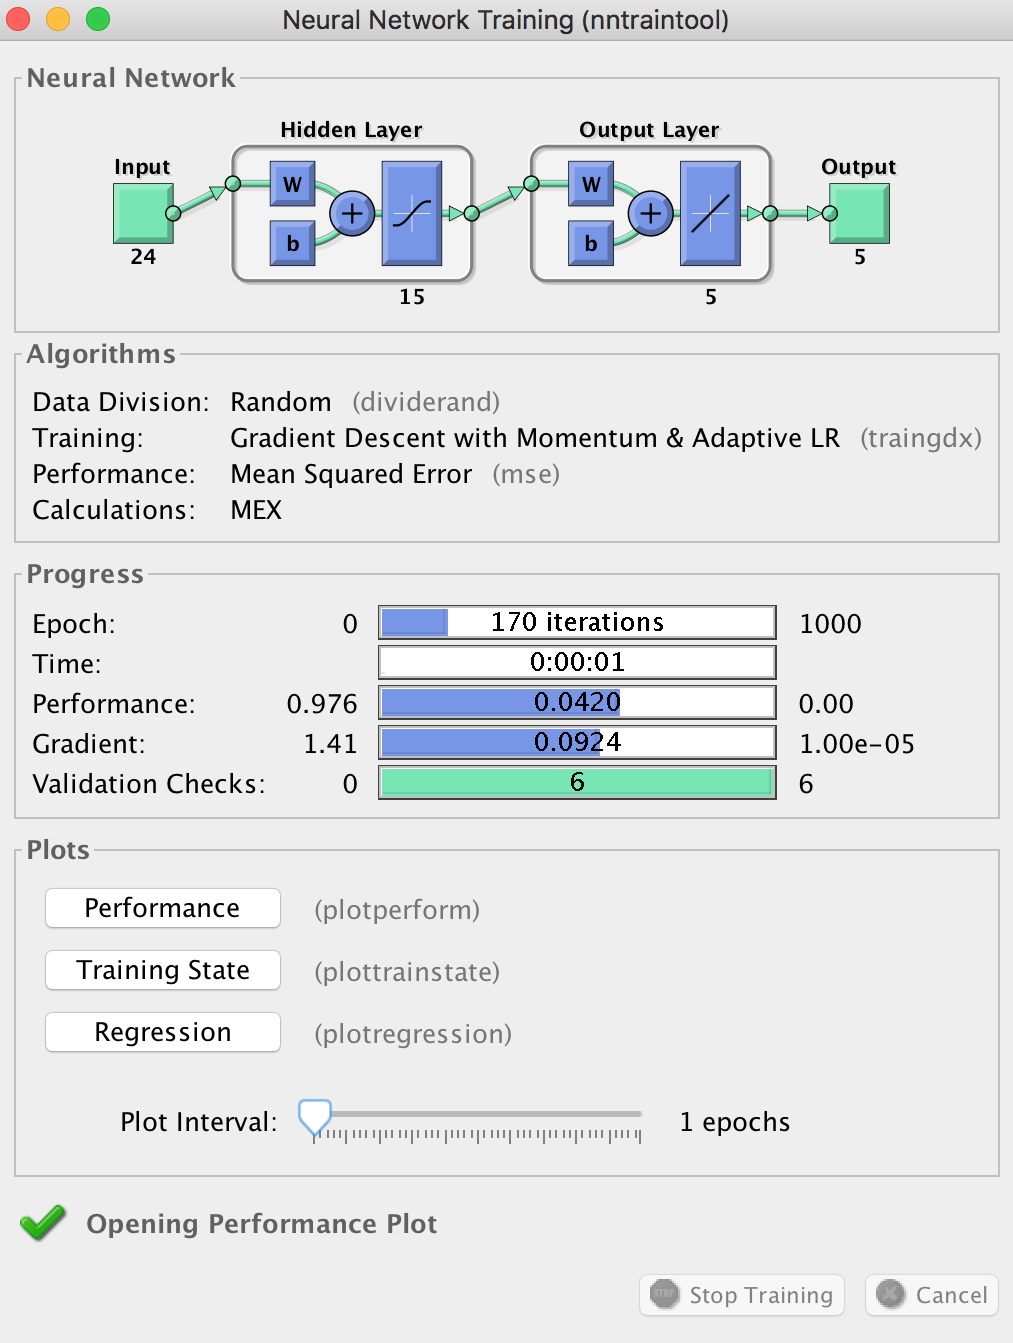 Neural Network Training (nntraintool)
Neural Network
Hidden Layer
Output Layer
Input
Output
W
b
W
b
24
15
5
5
Algorithms
Data Division: Random (dividerand)
Training: Gradient Descent with Momentum & Adaptive LR (traingdx)
Performance: Mean Squared Error (mse)
Calculations: MEX
Progress
Epoch: 0 170 iterations 1000
Time: 0:00:01
Performance: 0.976 0.0420 0.00
Gradient: 1.41 0.0924 1.00e-05
Validation Checks: 0 6 6
Plots
Performance (plotperform)
Training State (plottrainstate)
Regression (plotregression)
Plot Interval: 1 epochs
Opening Performance Plot
STOP Stop Training Cancel